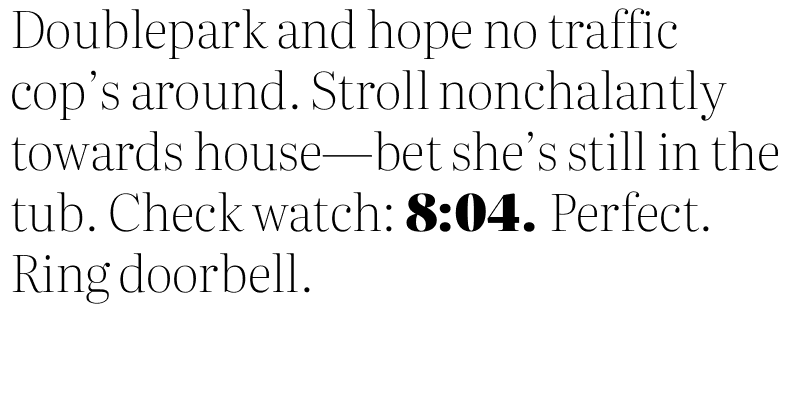 Doublepark and hope no traffic
cop’s around. Stroll nonchalantly
towards house—bet she’s still in the
tub. Check watch: 8:04. Perfect.
Ring doorbell.